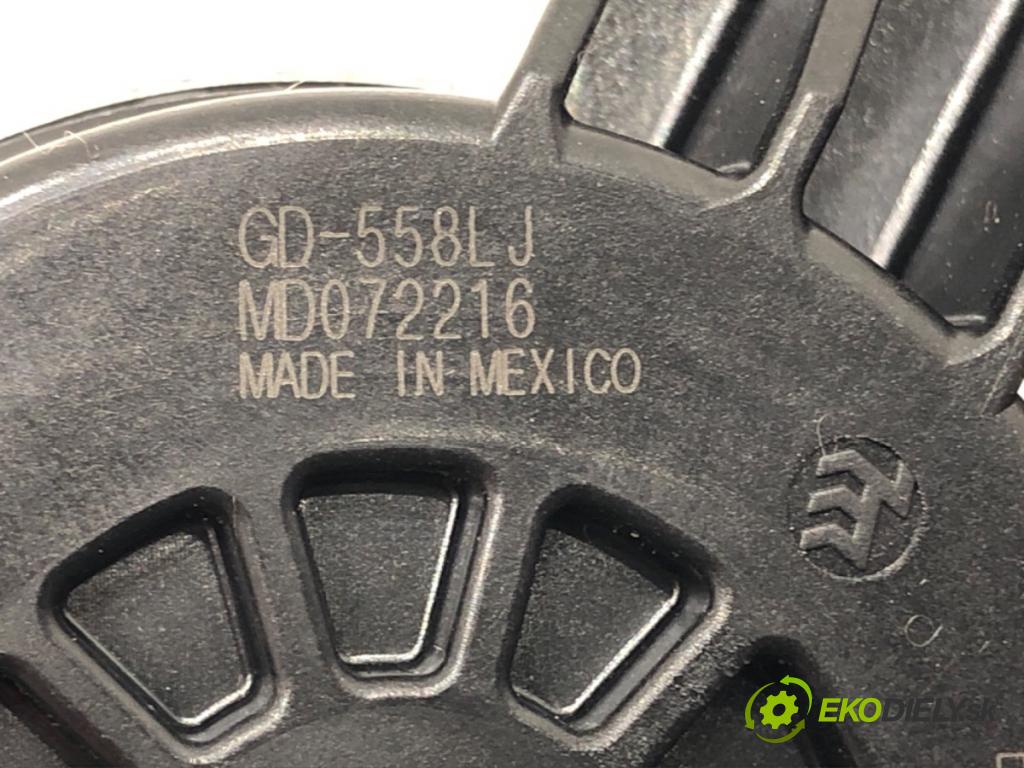 GD-558LJ
MD072216
MADE IN MEXICO
EKODIELY.SK